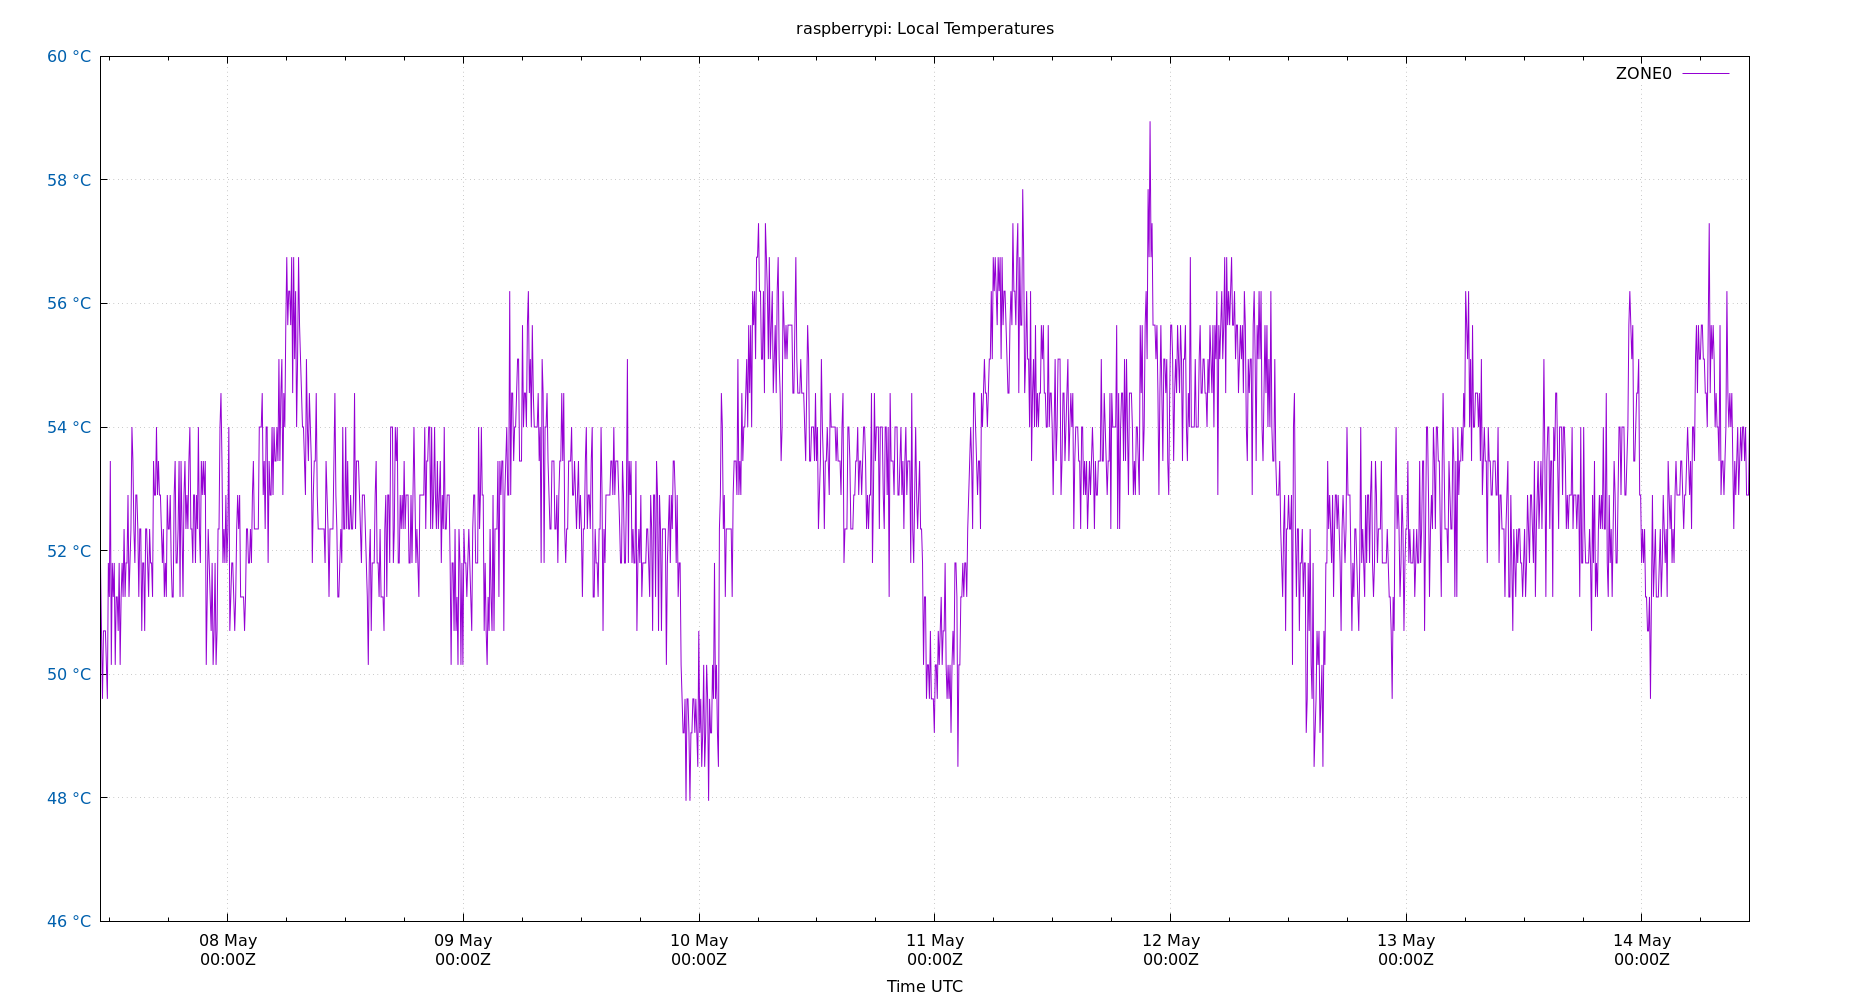 raspberrypi: Local Temperatures
60 °C
ZONE0
58 °C
56 °C
54 °C
52 °C
50 °C
48 °C
46 °C
08 May 09 May 10 May 11 May 12 May 13 May 14 May
00:00Z 00:00Z 00:00Z 00:00Z 00:00Z 00:00Z 00:00Z
Time UTC